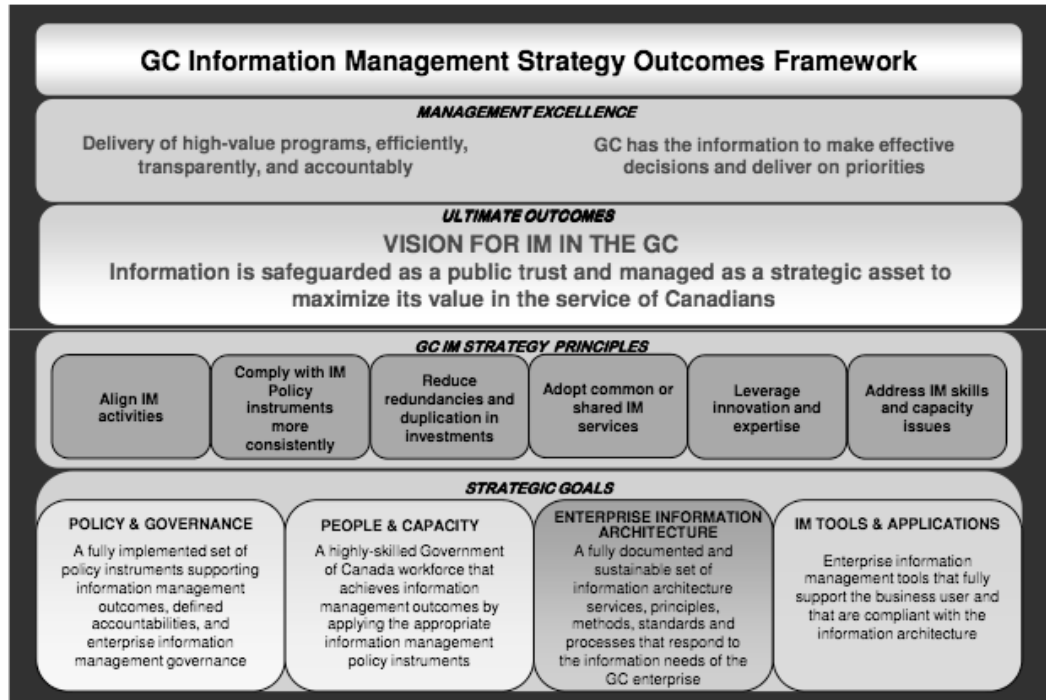 GC Information Management Strategy Outcomes Framework
MANAGEMENT EXCELLENCE
Delivery of high-value programs, efficiently,
transparently, and accountably
GC has the information to make effective
decisions and deliver on priorities
ULTIMATE OUTCOMES
VISION FOR IM IN THE GC
Information is safeguarded as a public trust and managed as a strategic asset to
maximize its value in the service of Canadians
GC IM STRATEGY PRINCIPLES
Align IM
activities
Comply with IM
Policy
instruments
more
consistently
Reduce
redundancies and
duplication in
investments
Adopt common or
shared IM
services
Leverage
innovation and
expertise
Address IM skills
and capacity
issues
STRATEGIC GOALS
POLICY & GOVERNANCE
A fully implemented set of
policy instruments supporting
information management
outcomes, defined
accountabilities, and
enterprise information
management governance
PEOPLE & CAPACITY
A highly-skilled Government
of Canada workforce that
achieves information
management outcomes by
applying the appropriate
information management
policy instruments
ENTERPRISE INFORMATION
ARCHITECTURE
A fully documented and
sustainable set of
information architecture
services, principles,
methods, standards and
processes that respond to
the information needs of the
GC enterprise
IM TOOLS & APPLICATIONS
Enterprise information
management tools that fully
support the business user and
that are compliant with the
information architecture